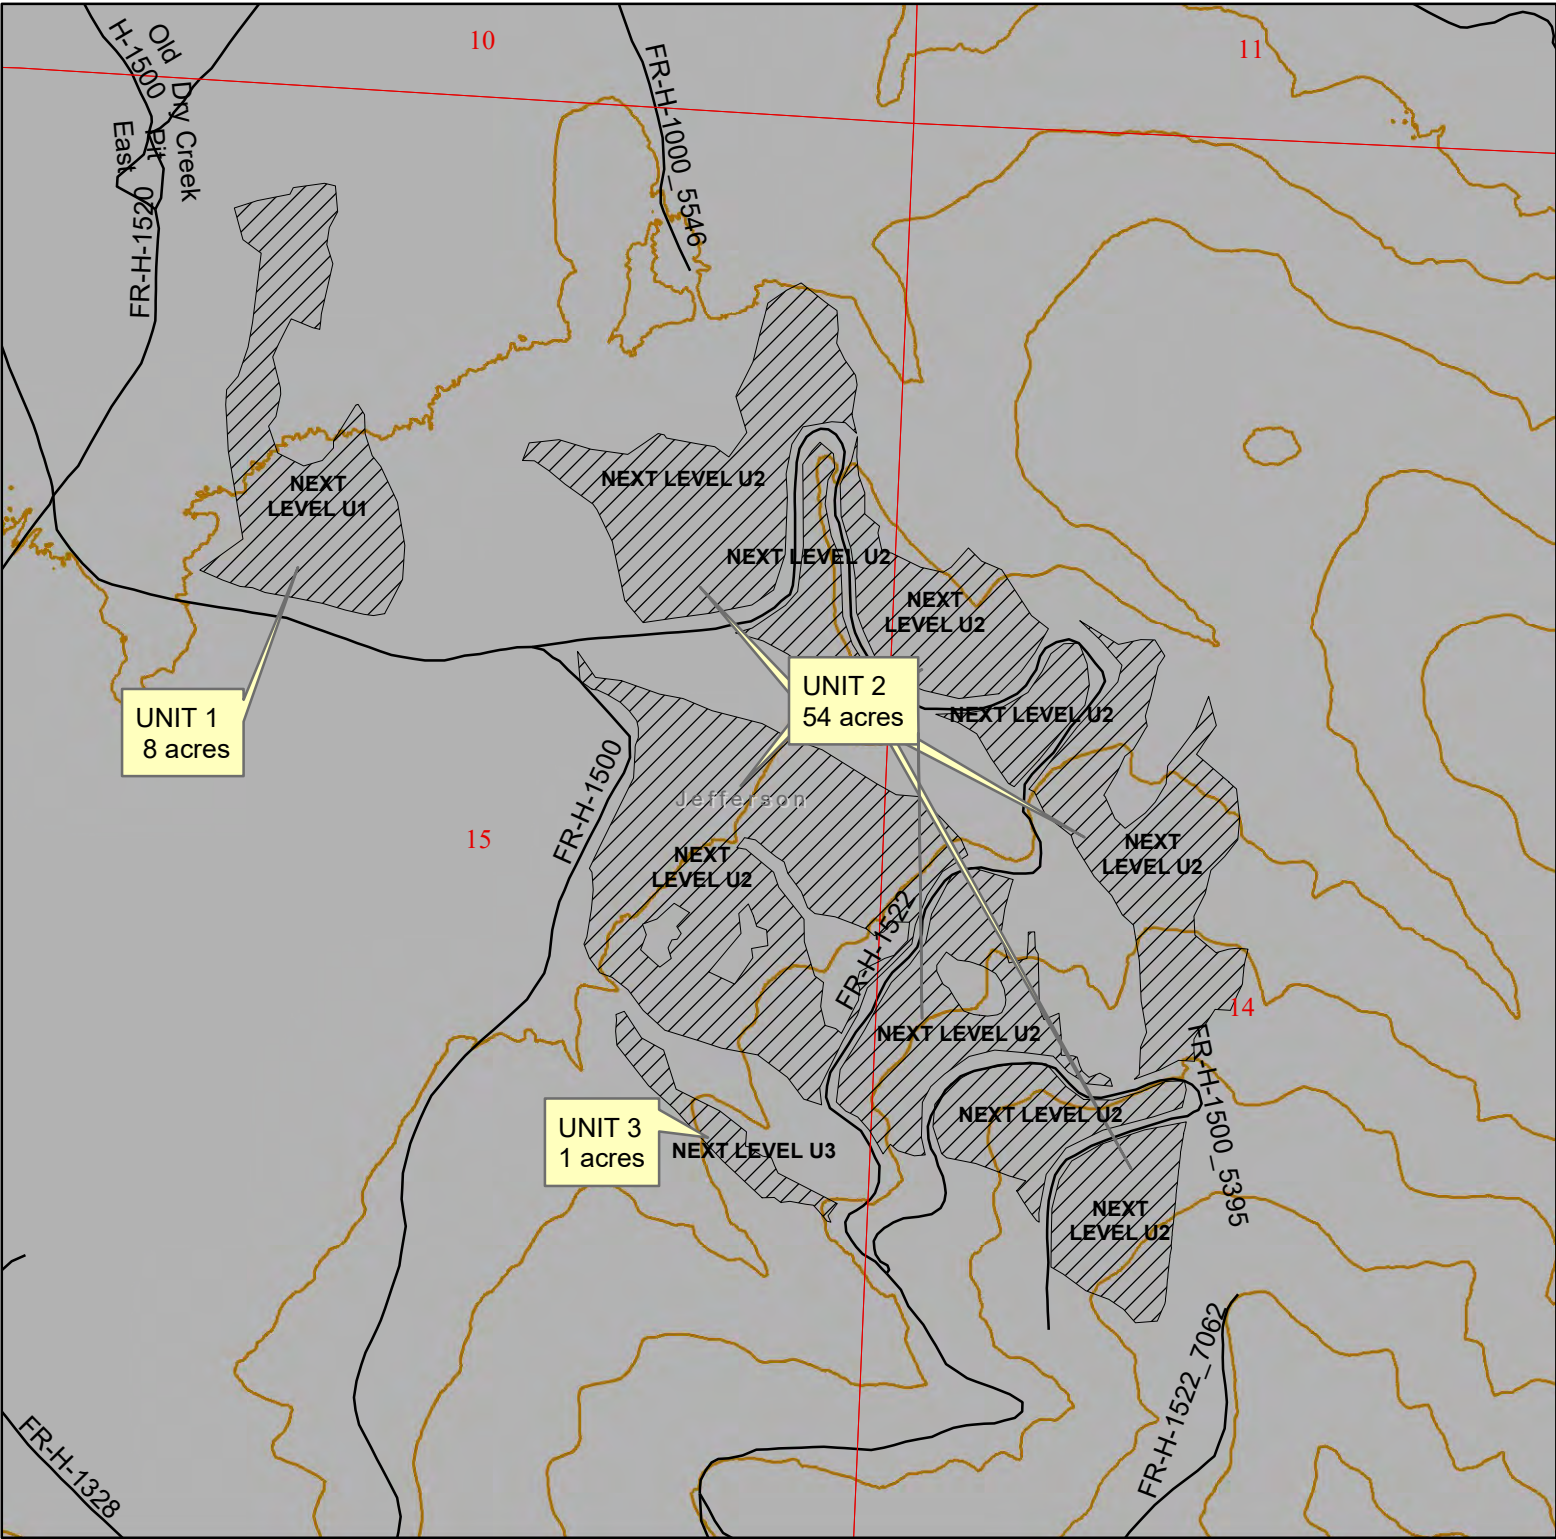 10
11
Old Dry Creek
H-1500
East Pit
FR-H-1520
FR-H-1000_5546
NEXT
LEVEL U1
NEXT LEVEL U2
NEXT LEVEL U2
NEXT
LEVEL U2
UNIT 1
8 acres
UNIT 2
54 acres
NEXT LEVEL U2
FR-H-1500
Jefferson
15
NEXT
LEVEL U2
NEXT
LEVEL U2
FR-H-1522
NEXT LEVEL U2
14
FR-H-1500_5395
UNIT 3
1 acres
NEXT LEVEL U3
NEXT LEVEL U2
NEXT
LEVEL U2
FR-H-1522_7062
FR-H-1328